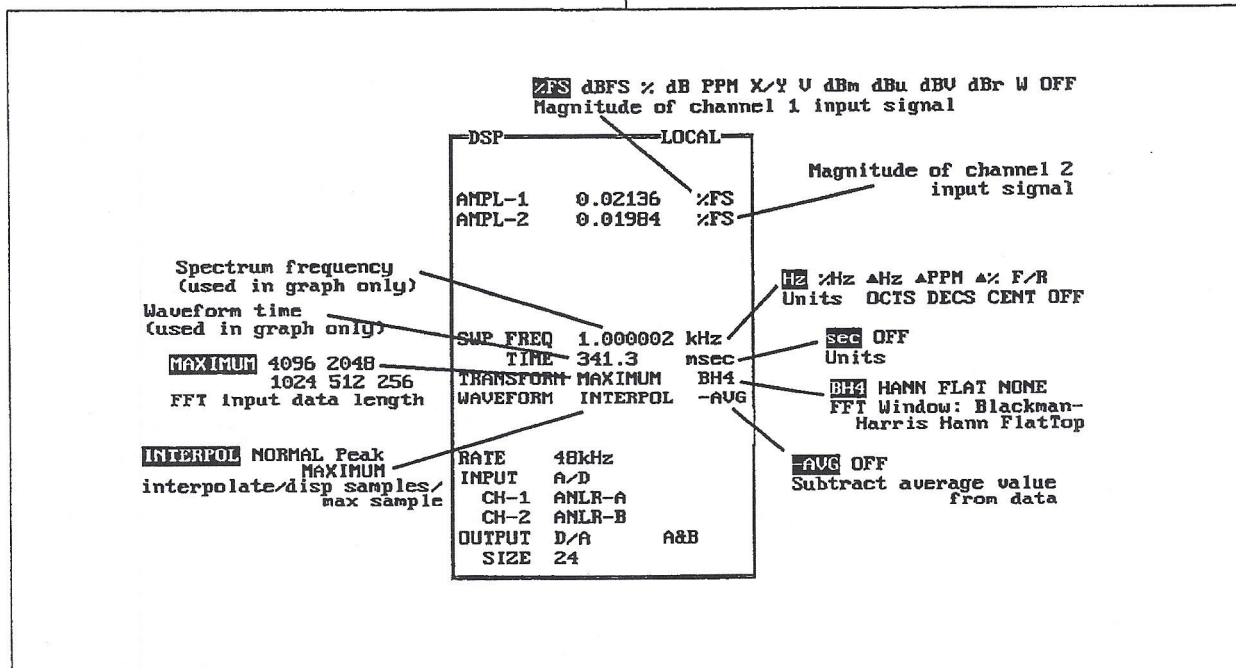 %FS dBFS % dB PPM X/Y V dBm dBu dBV dBr W OFF
Magnitude of channel 1 input signal
DSP LOCAL
Magnitude of channel 2
input signal
AMPL-1 0.02136 %FS
AMPL-2 0.01984 %FS
Spectrum frequency
(used in graph only)
Waveform time
(used in graph only)
Hz %Hz ▲Hz ▲PPM ▲% F/R
Units OCTS DECS CENT OFF
SWP FREQ 1.000002 kHz
TIME 341.3 msec
TRANSFORM MAXIMUM BH4
WAVEFORM INTERPOL -AVG
sec OFF
Units
MAXIMUM 4096 2048
1024 512 256
FFT input data length
BH4 HANN FLAT NONE
FFT Window: Blackman-
Harris Hann FlatTop
INTERPOL NORMAL Peak
MAXIMUM
interpolate/disp samples/
max sample
-AVG OFF
Subtract average value
from data
RATE 48kHz
INPUT A/D
CH-1 ANLR-A
CH-2 ANLR-B
OUTPUT D/A A&B
SIZE 24